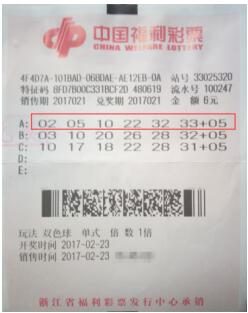 中国福利彩票
CHINA WELFARE LOTTERY
4F4D7A-101BAD-06BDAE-AE12EB-0A 站号 33025320
特征码 8FD7B00C331BCF2D 480619 流水号 100247
销售期 2017021 兑奖期 2017021 金额 6元
A: 02 05 10 22 32 33+05
B: 03 10 20 26 28 32+05
C: 10 17 18 22 28 31+05
D:
E:
玩法 双色球 单式 倍数 1倍
开奖时间 2017-02-23
销售时间 2017-02-23
浙江省福利彩票发行中心承销